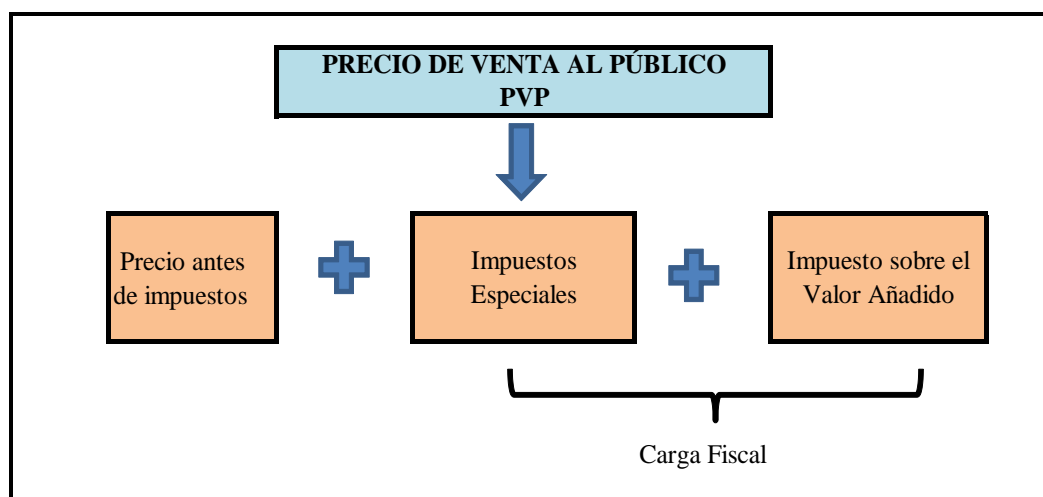 PRECIO DE VENTA AL PÚBLICO
PVP
Precio antes
de impuestos
Impuestos
Especiales
Impuesto sobre el
Valor Añadido
Carga Fiscal